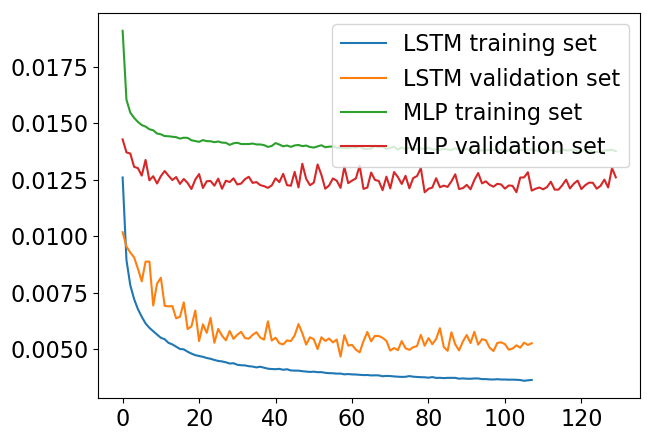 LSTM training set
LSTM validation set
MLP training set
MLP validation set
0.0175
0.0150
0.0125
0.0100
0.0075
0.0050
0 20 40 60 80 100 120